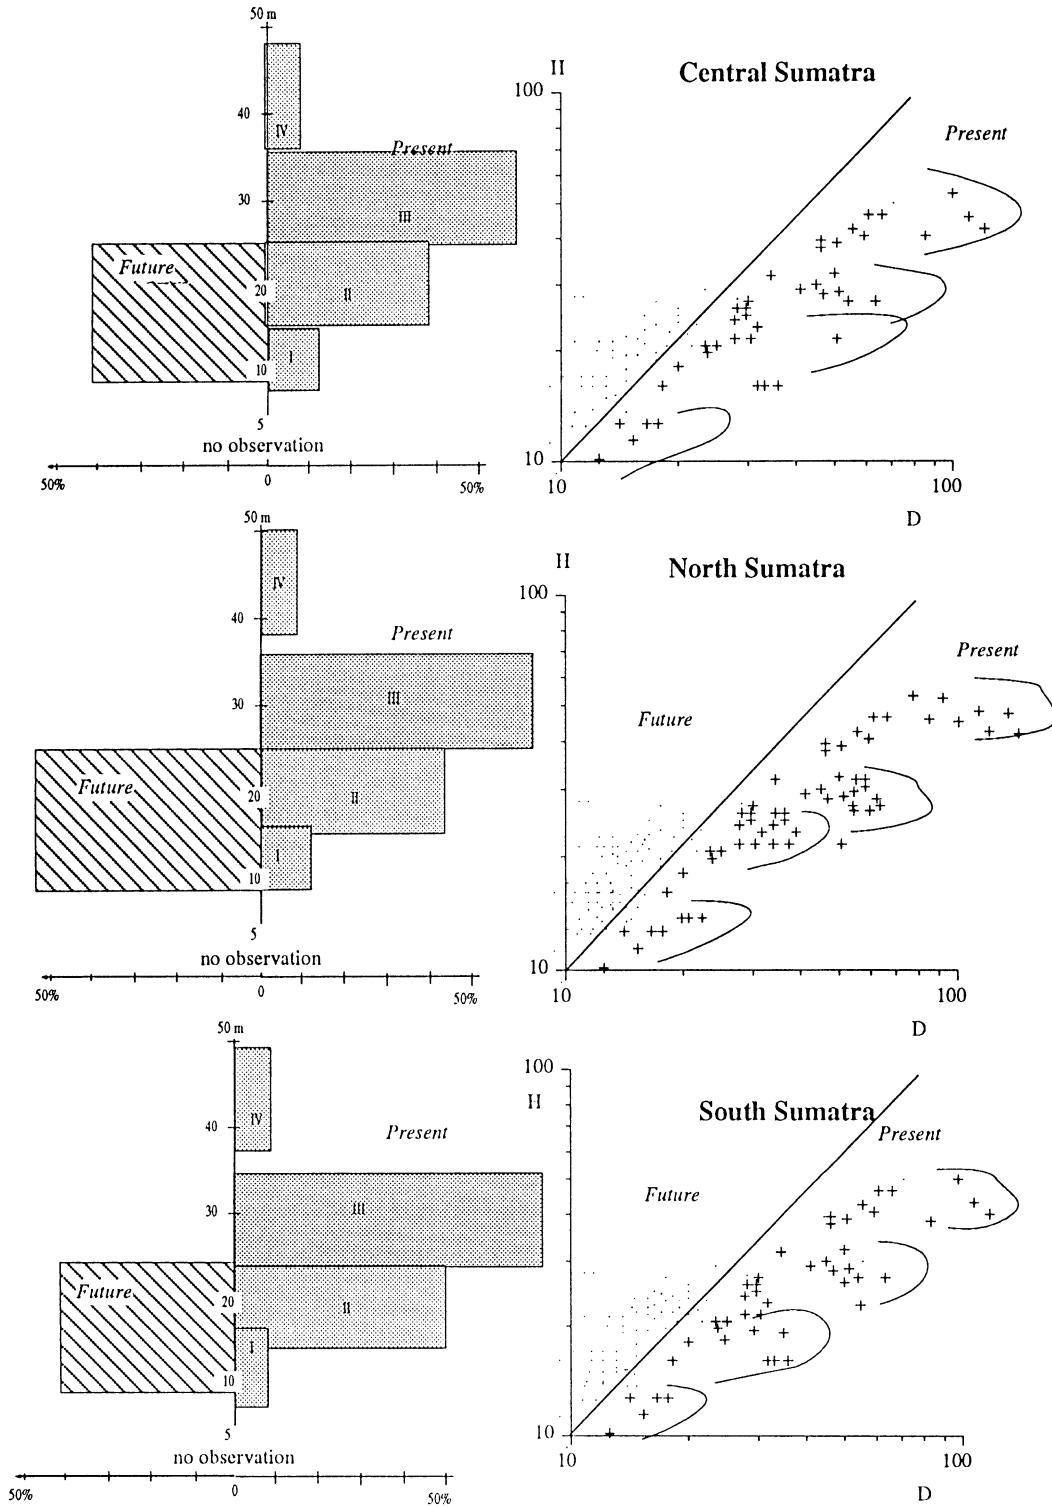 50 m
40
IV
Present
30
III
Future
20
II
10
I
5
no observation
50%
0
50%
H
Central Sumatra
100
Present
10
10
100
D
50 m
IV
40
Present
III
30
Future
20
II
I
10
5
no observation
50%
0
50%
H
North Sumatra
100
Present
Future
10
10
100
D
50 m
IV
40
Present
III
30
Future
20
II
I
10
5
no observation
50%
0
50%
100
H
South Sumatra
Present
Future
10
10
100
D